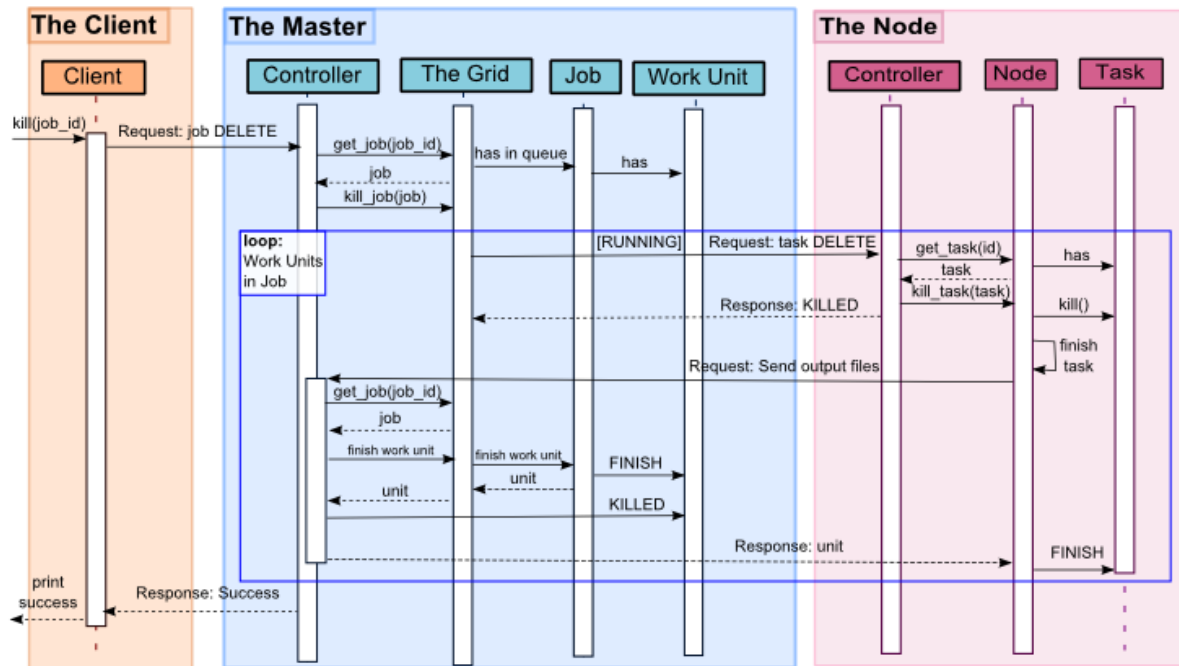 The Client
The Master
The Node
Client
Controller
The Grid
Job
Work Unit
Controller
Node
Task
kill(job_id)
Request: job DELETE
get_job(job_id)
has in queue
has
job
kill_job(job)
loop:
Work Units
in Job
[RUNNING]
Request: task DELETE
get_task(id)
has
task
kill_task(task)
Response: KILLED
kill()
finish
task
Request: Send output files
get_job(job_id)
job
finish work unit
finish work unit
FINISH
unit
unit
KILLED
Response: unit
FINISH
print
success
Response: Success